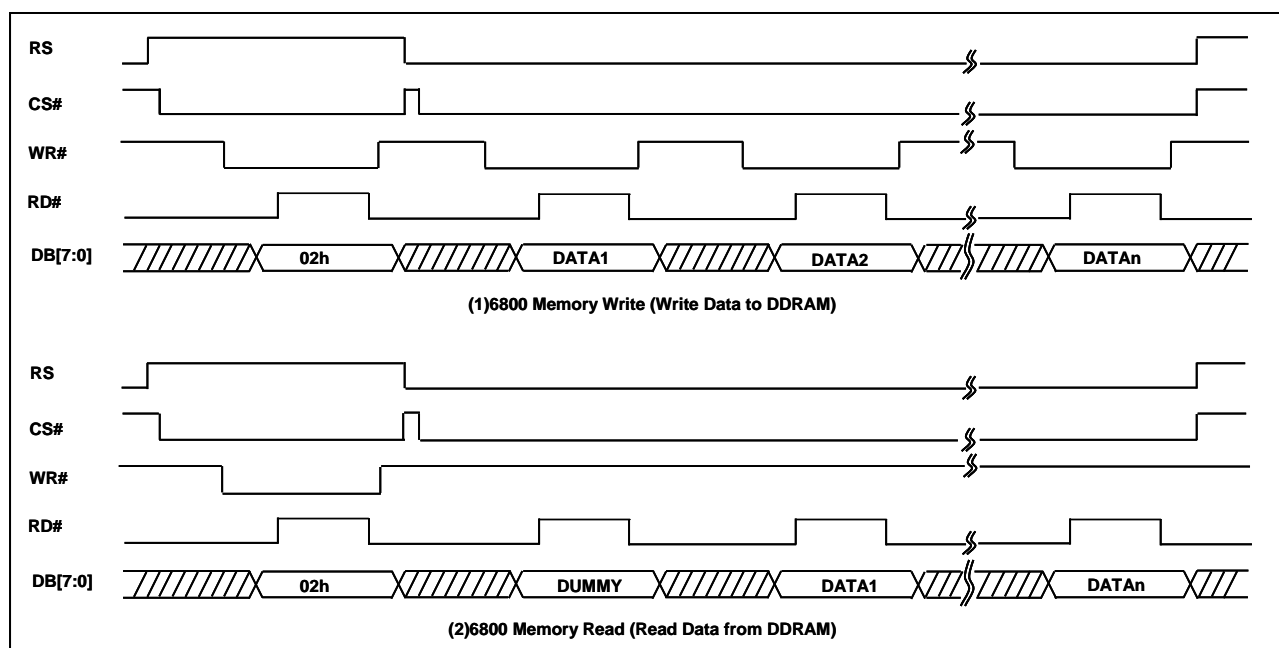 RS
CS#
WR#
RD#
DB[7:0] 02h DATA1 DATA2 DATAn
(1)6800 Memory Write (Write Data to DDRAM)
RS
CS#
WR#
RD#
DB[7:0] 02h DUMMY DATA1 DATAn
(2)6800 Memory Read (Read Data from DDRAM)